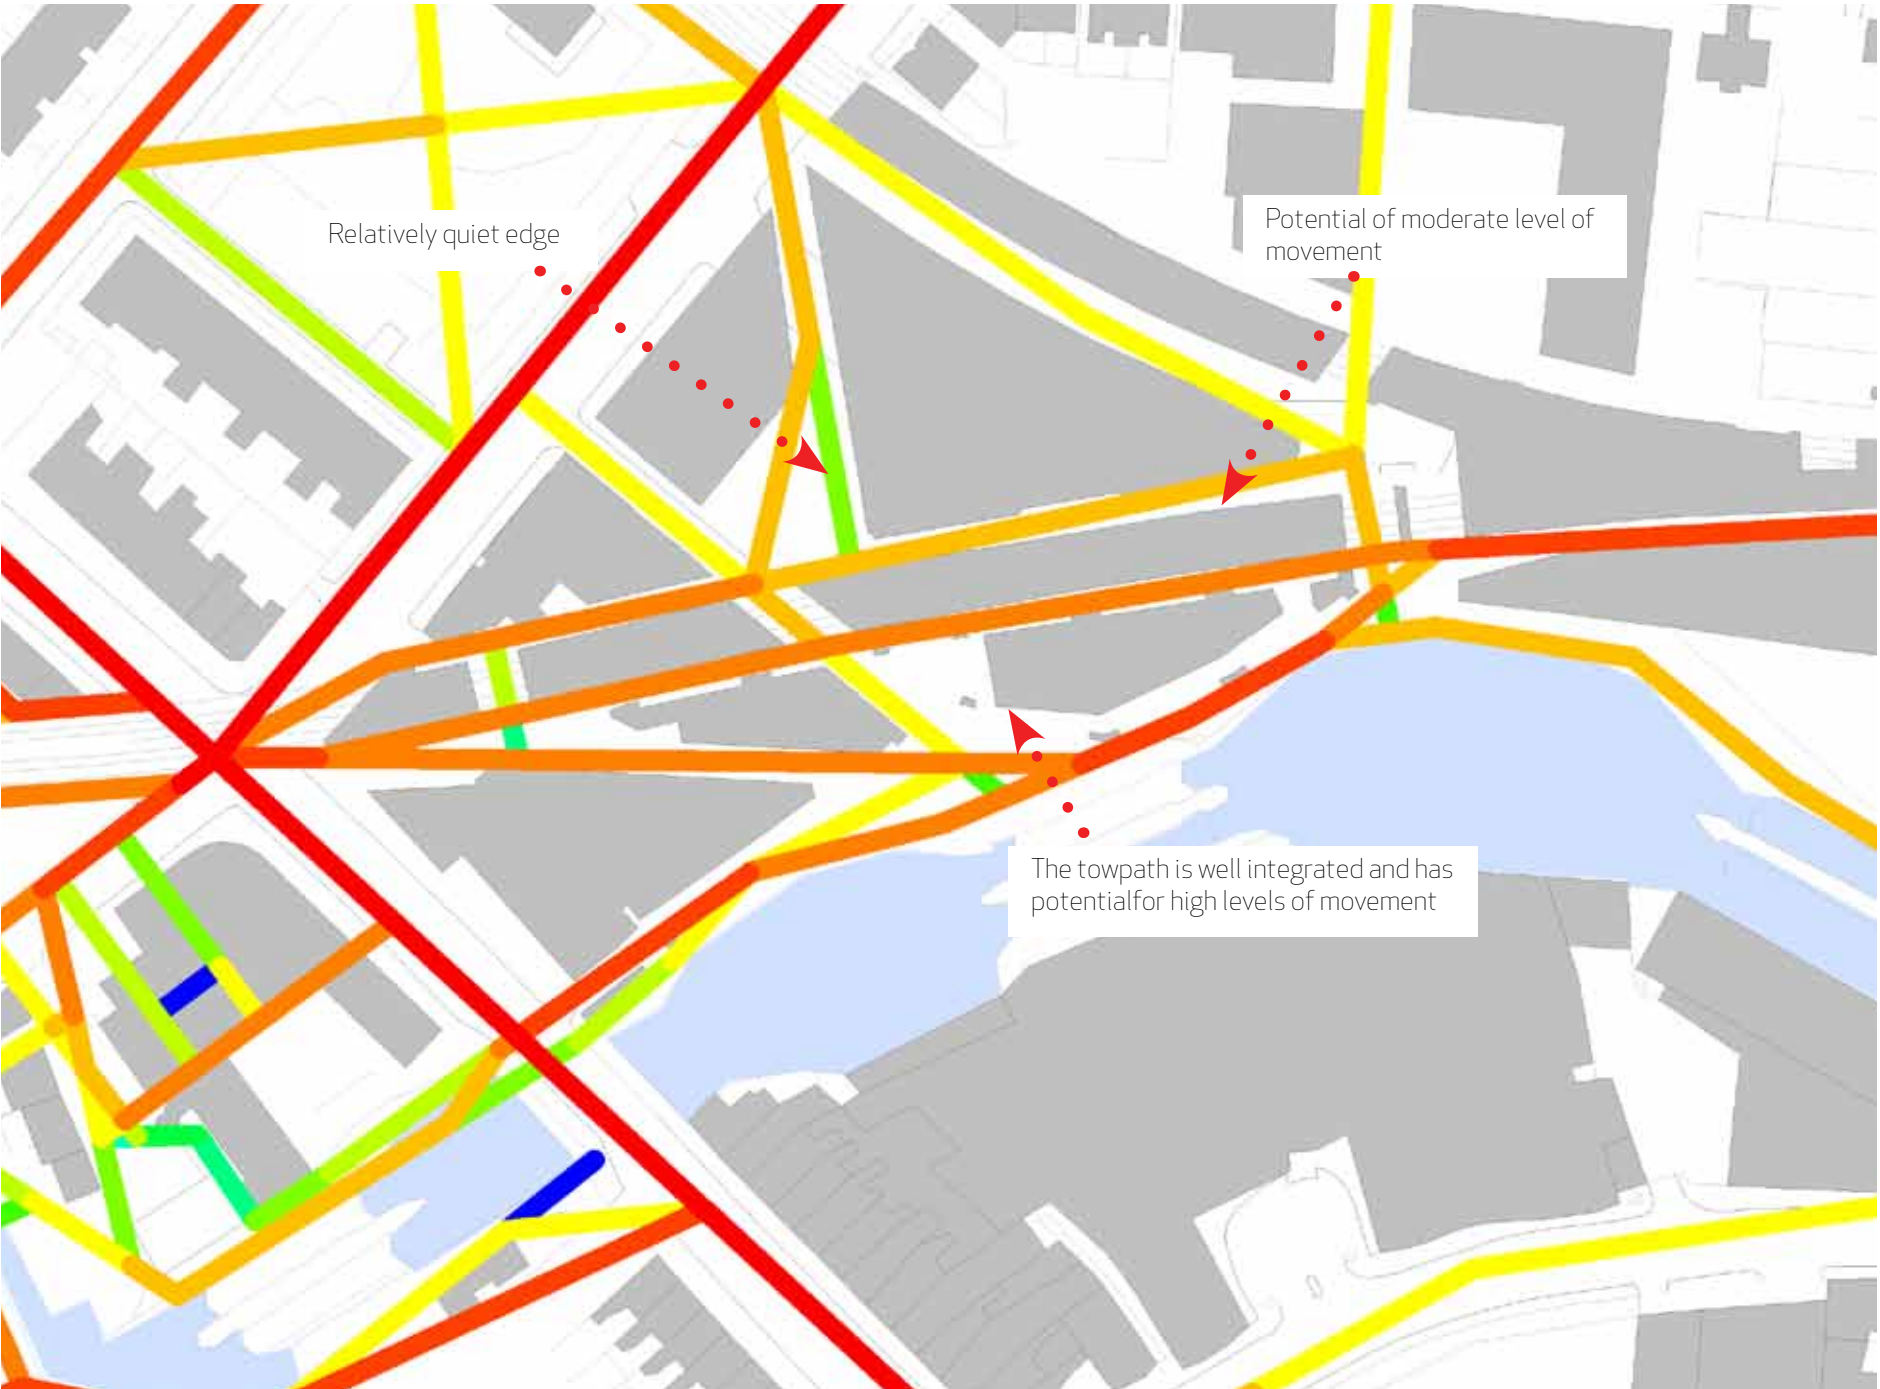 Relatively quiet edge
Potential of moderate level of
movement
The towpath is well integrated and has
potentialfor high levels of movement